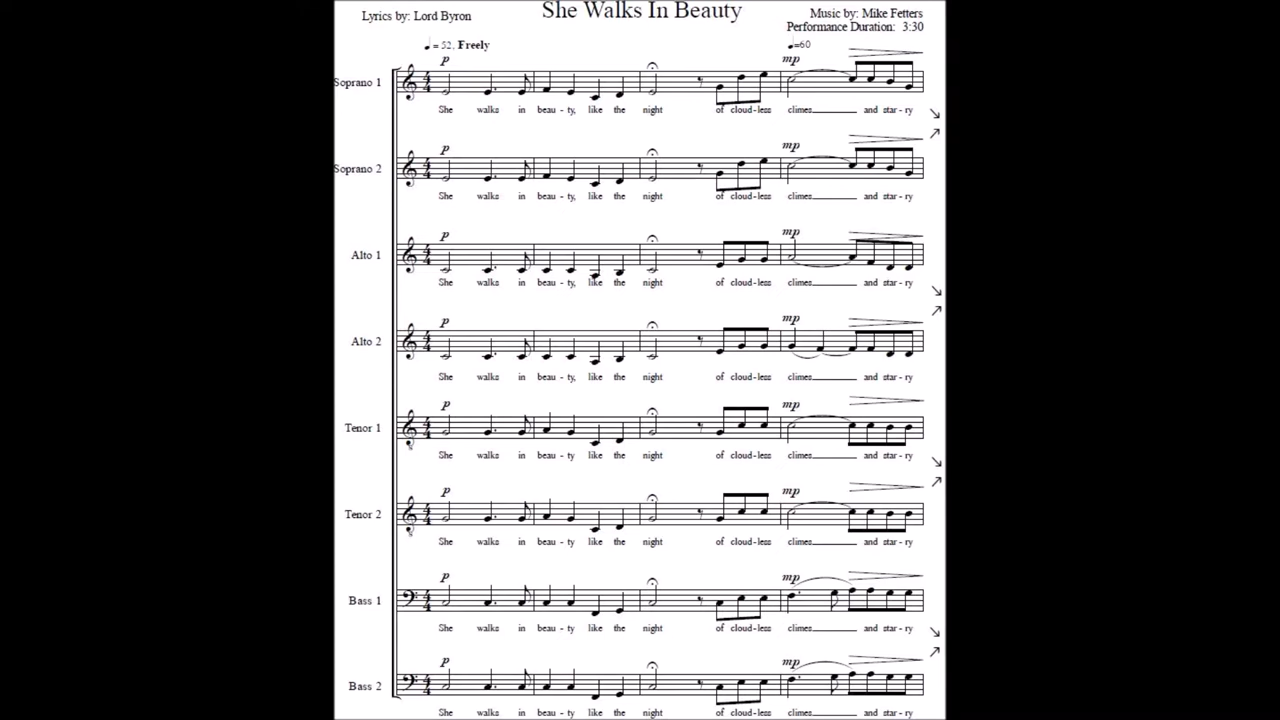 She Walks In Beauty
Lyrics by: Lord Byron
Music by: Mike Fetters
Performance Duration: 3:30
= 52, Freely
=60
p
mp
Soprano 1
She walks in beau - ty, like the night of cloud-less climes and star - ry
p
mp
Soprano 2
She walks in beau - ty, like the night of cloud-less climes and star - ry
p
mp
Alto 1
She walks in beau - ty, like the night of cloud-less climes and star - ry
p
mp
Alto 2
She walks in beau - ty, like the night of cloud-less climes and star - ry
p
mp
Tenor 1
She walks in beau - ty like the night of cloud-less climes and star - ry
p
mp
Tenor 2
She walks in beau - ty like the night of cloud-less climes and star - ry
p
mp
Bass 1
She walks in beau - ty like the night of cloud-less climes and star - ry
p
mp
Bass 2
She walks in beau - ty like the night of cloud-less climes and star - ry